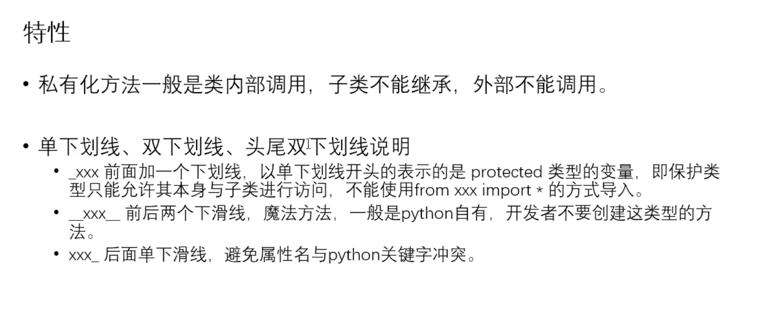 特性
• 私有化方法一般是类内部调用，子类不能继承，外部不能调用。
• 单下划线、双下划线、头尾双下划线说明
• _xxx 前面加一个下划线，以单下划线开头的表示的是 protected 类型的变量，即保护类
型只能允许其本身与子类进行访问，不能使用from xxx import * 的方式导入。
• __xxx__ 前后两个下滑线，魔法方法，一般是python自有，开发者不要创建这类型的方
法。
• xxx_ 后面单下滑线，避免属性名与python关键字冲突。